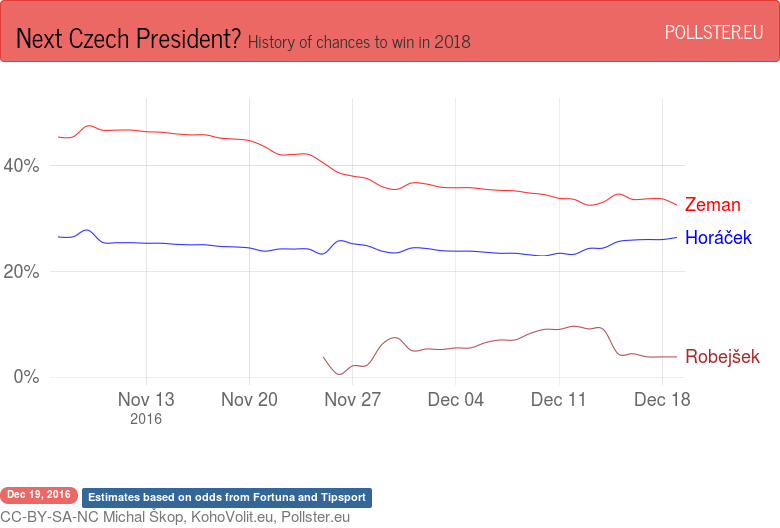 Next Czech President? History of chances to win in 2018
POLLSTER.EU
40%
20%
0%
Zeman
Horáček
Robejšek
Nov 13
Nov 20
Nov 27
Dec 04
Dec 11
Dec 18
2016
Dec 19, 2016
Estimates based on odds from Fortuna and Tipsport
CC-BY-SA-NC Michal Škop, KohoVolit.eu, Pollster.eu